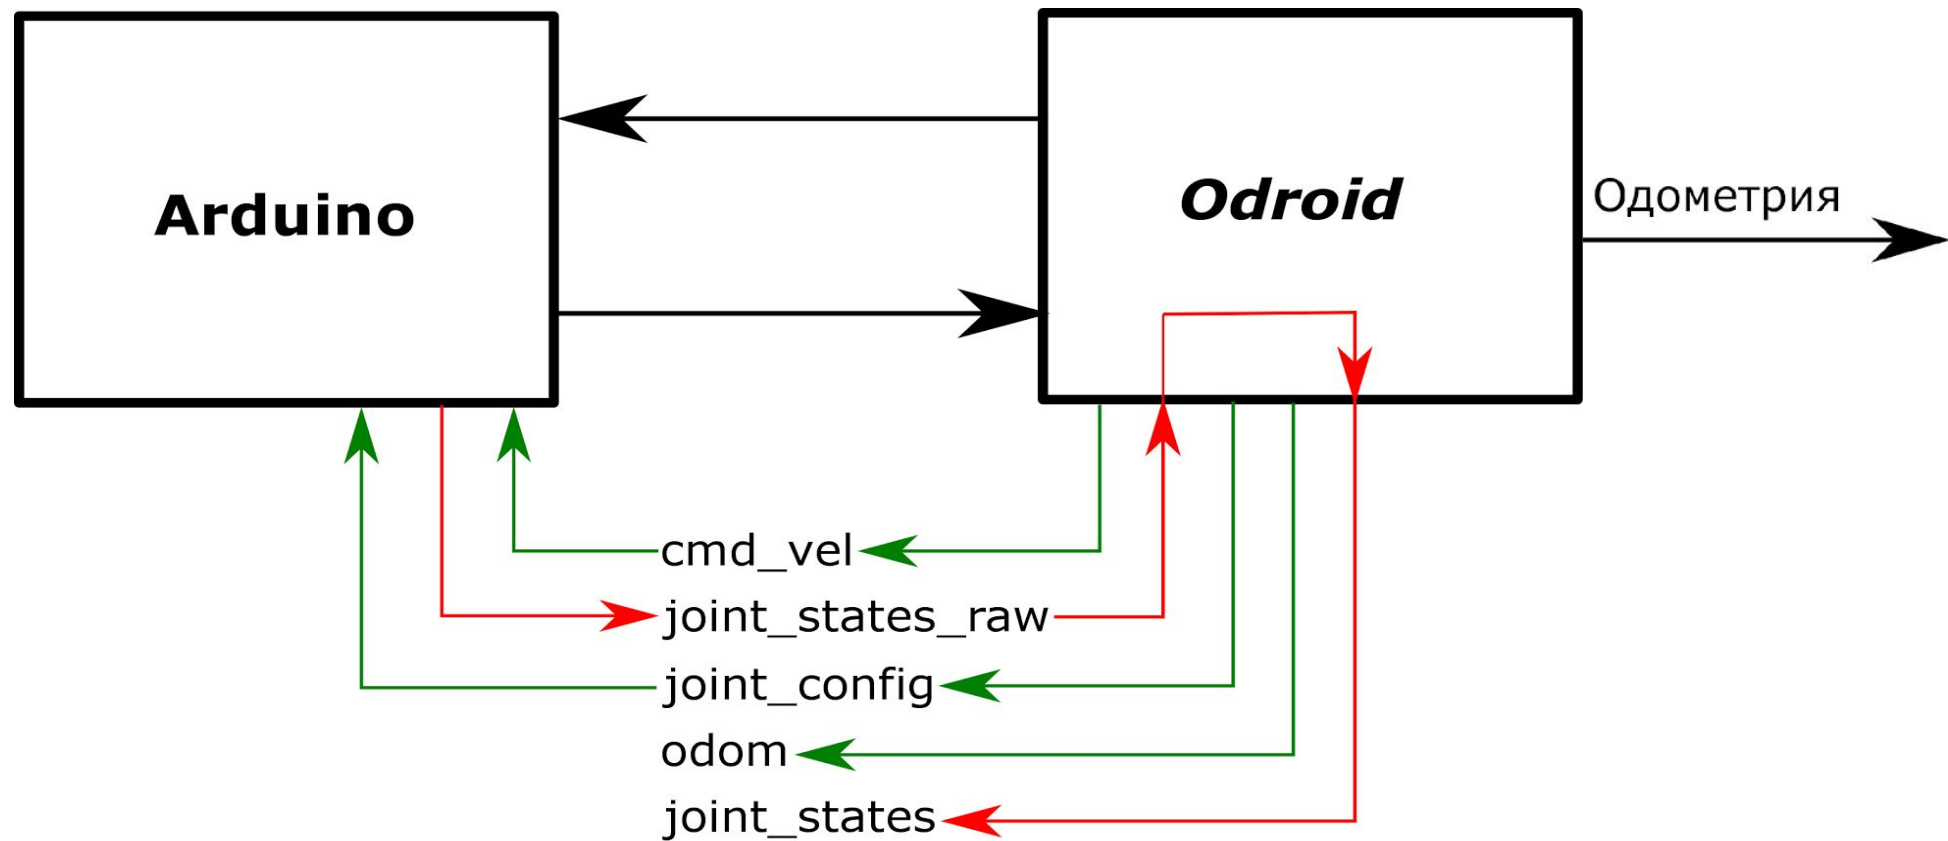 Arduino
Odroid
Одометрия
cmd_vel
joint_states_raw
joint_config
odom
joint_states